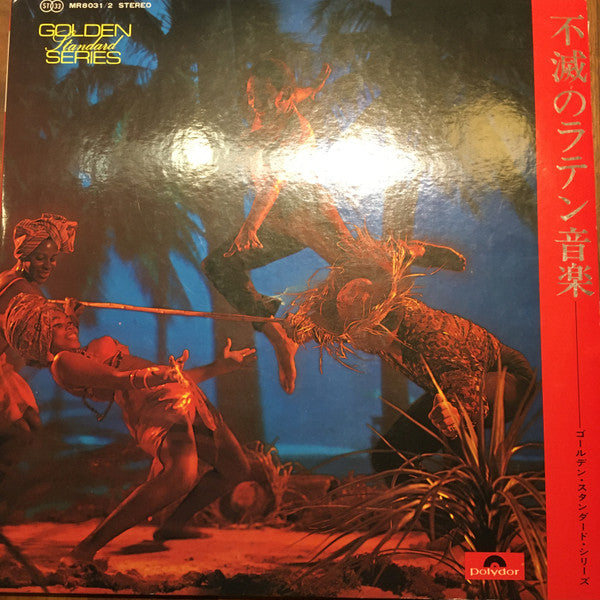 ST 33 MR8031/2 STEREO
GOLDEN
Standard
SERIES
不滅のラテン音楽
ゴールデン・スタンダード・シリーズ
polydor